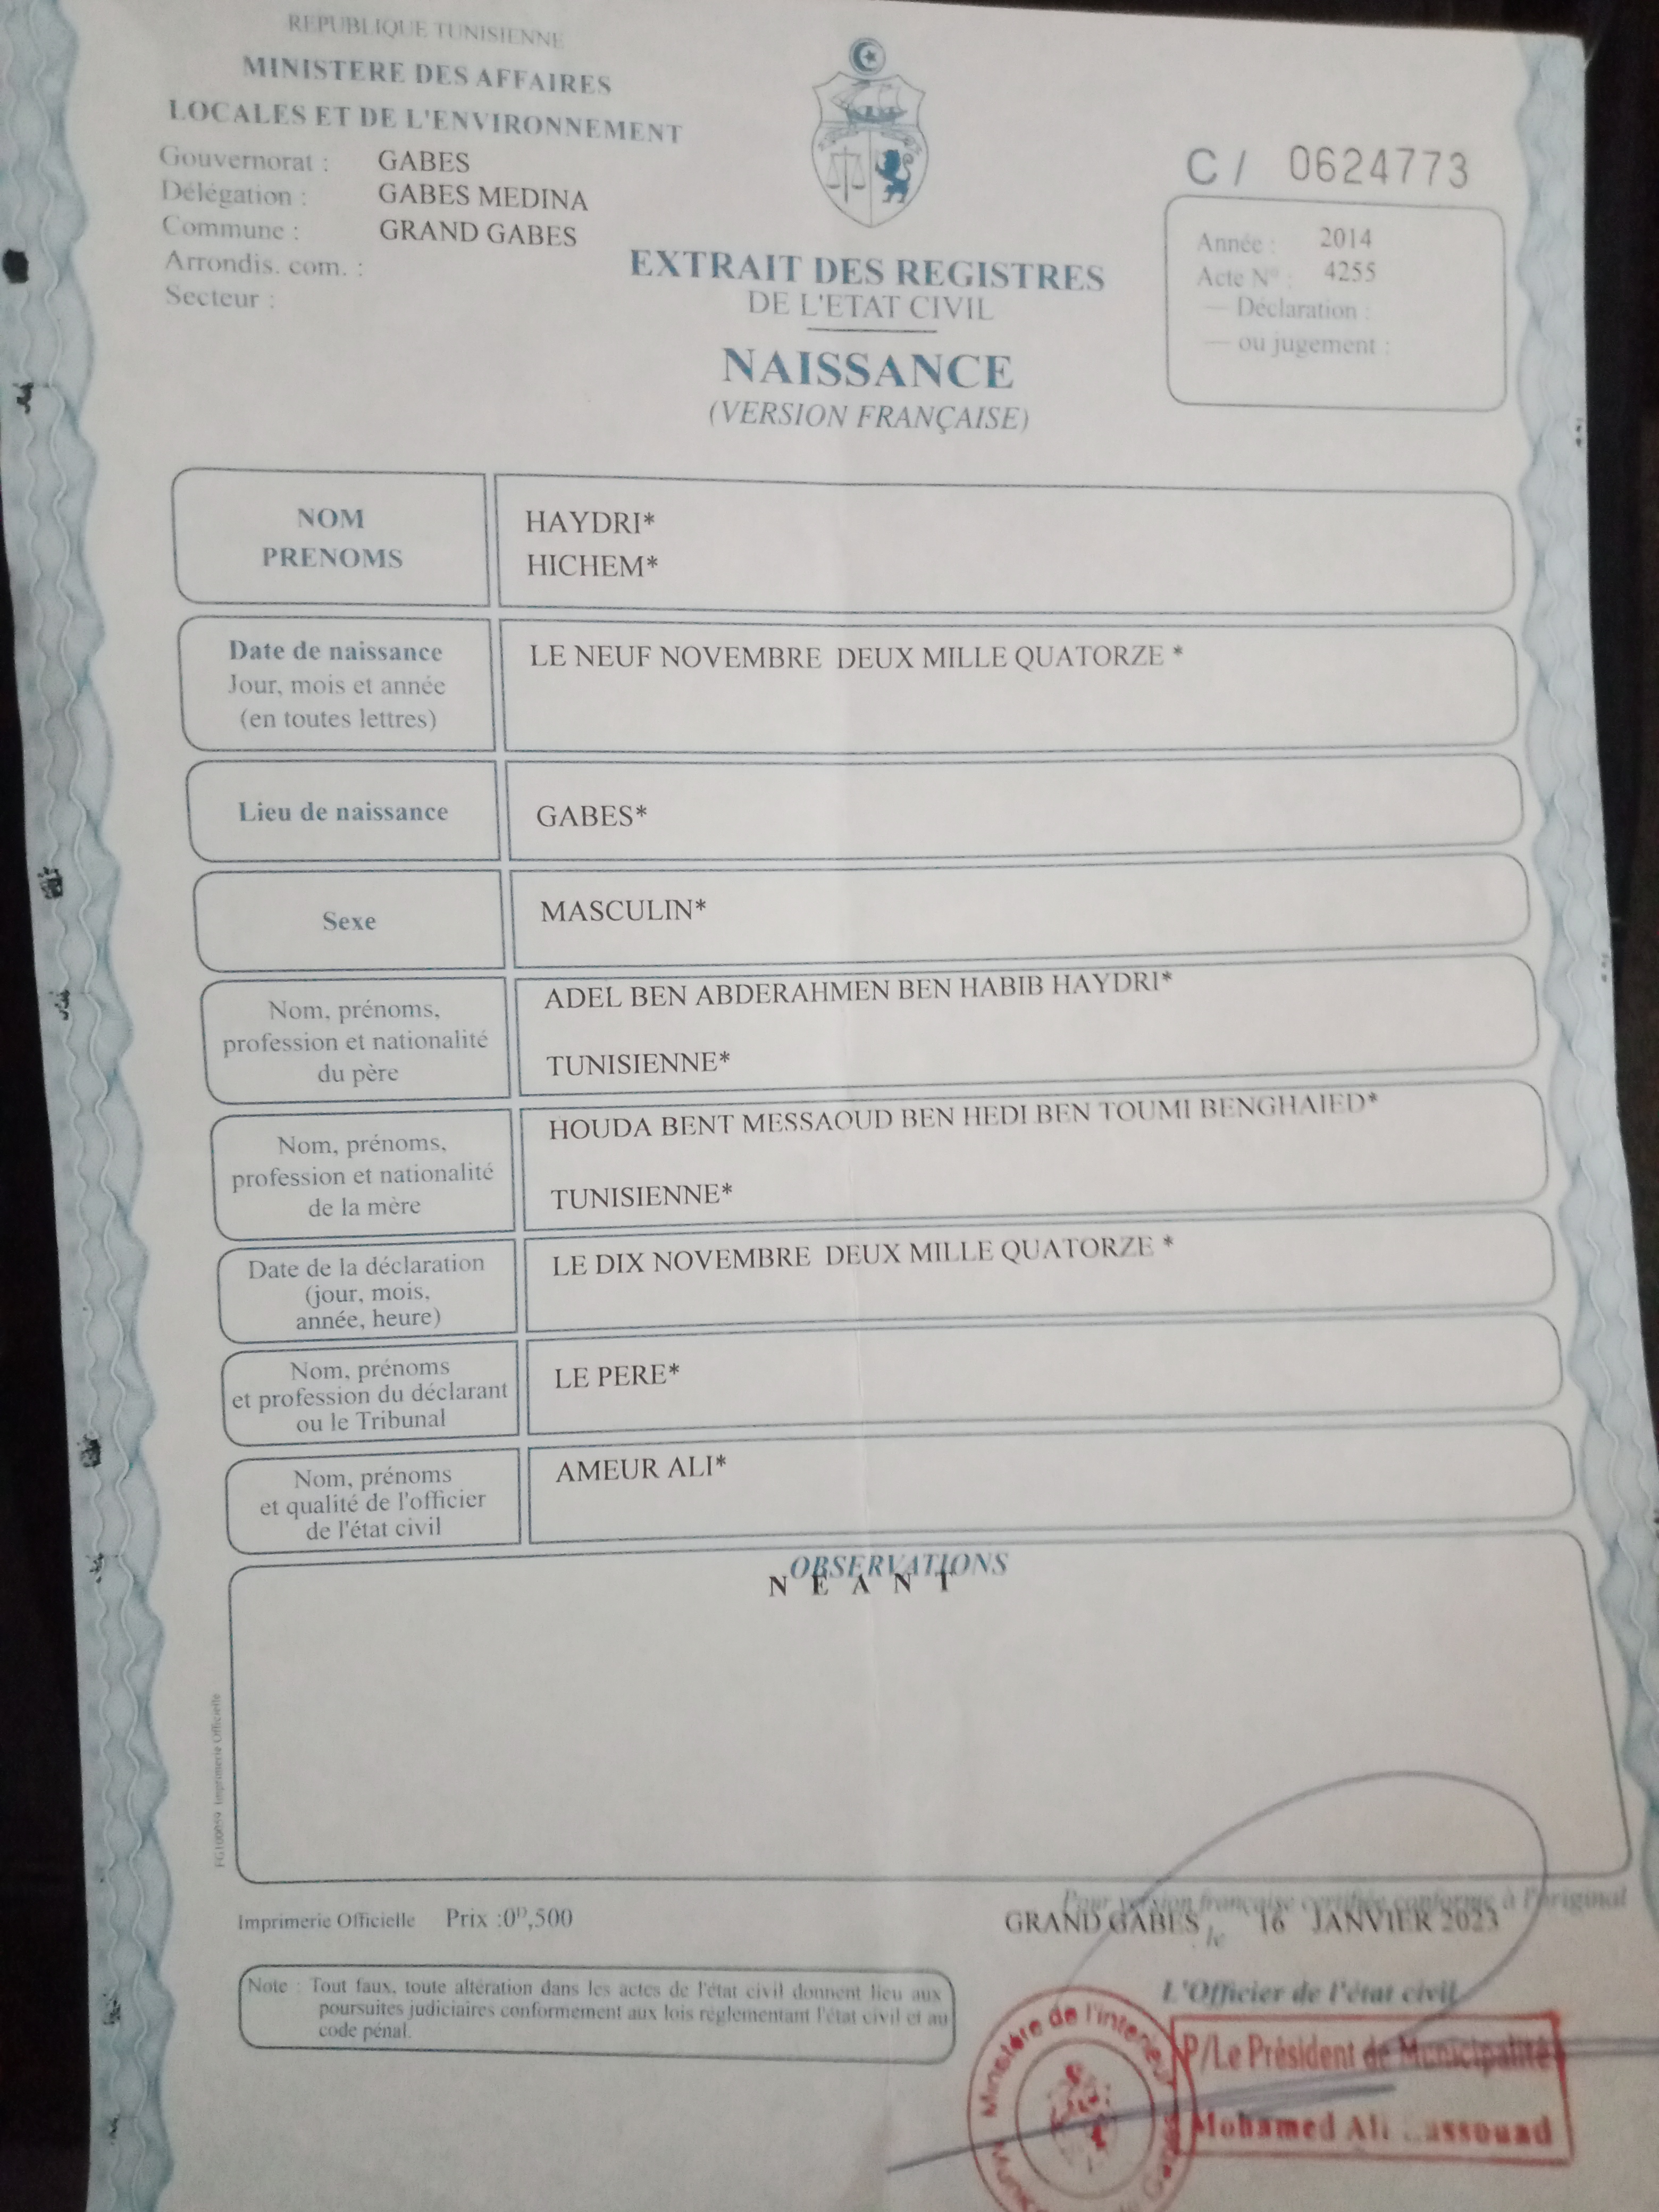 REPUBLIQUE TUNISIENNE
MINISTERE DES AFFAIRES
LOCALES ET DE L'ENVIRONNEMENT
Gouvernorat : GABES
Délégation : GABES MEDINA
Commune : GRAND GABES
Arrondis. com. :
Secteur :
C / 0624773
Année : 2014
Acte N° : 4255
— Déclaration :
— ou jugement :
EXTRAIT DES REGISTRES
DE L'ETAT CIVIL
NAISSANCE
(VERSION FRANÇAISE)
NOM HAYDRI*
PRENOMS HICHEM*
Date de naissance
Jour, mois et année
(en toutes lettres)
LE NEUF NOVEMBRE DEUX MILLE QUATORZE *
Lieu de naissance
GABES*
Sexe
MASCULIN*
Nom, prénoms,
profession et nationalité
du père
ADEL BEN ABDERAHMEN BEN HABIB HAYDRI*
TUNISIENNE*
Nom, prénoms,
profession et nationalité
de la mère
HOUDA BENT MESSAOUD BEN HEDI BEN TOUMI BENGHAIED*
TUNISIENNE*
Date de la déclaration
(jour, mois,
année, heure)
LE DIX NOVEMBRE DEUX MILLE QUATORZE *
Nom, prénoms
et profession du déclarant
ou le Tribunal
LE PERE*
Nom, prénoms
et qualité de l'officier
de l'état civil
AMEUR ALI*
OBSERVATIONS
N E A N T
FG100059 Imprimerie Officielle
Imprimerie Officielle Prix :0ᴰ,500
Pour version française certifiée conforme à l'original
GRAND GABES, le 16 JANVIER 2023
Note : Tout faux, toute altération dans les actes de l'état civil donnent lieu aux
poursuites judiciaires conformement aux lois réglementant l'état civil et au
code pénal.
L'Officier de l'état civil
Ministère de l'interieur
P/Le Président de Municipalité
Mohamed Ali